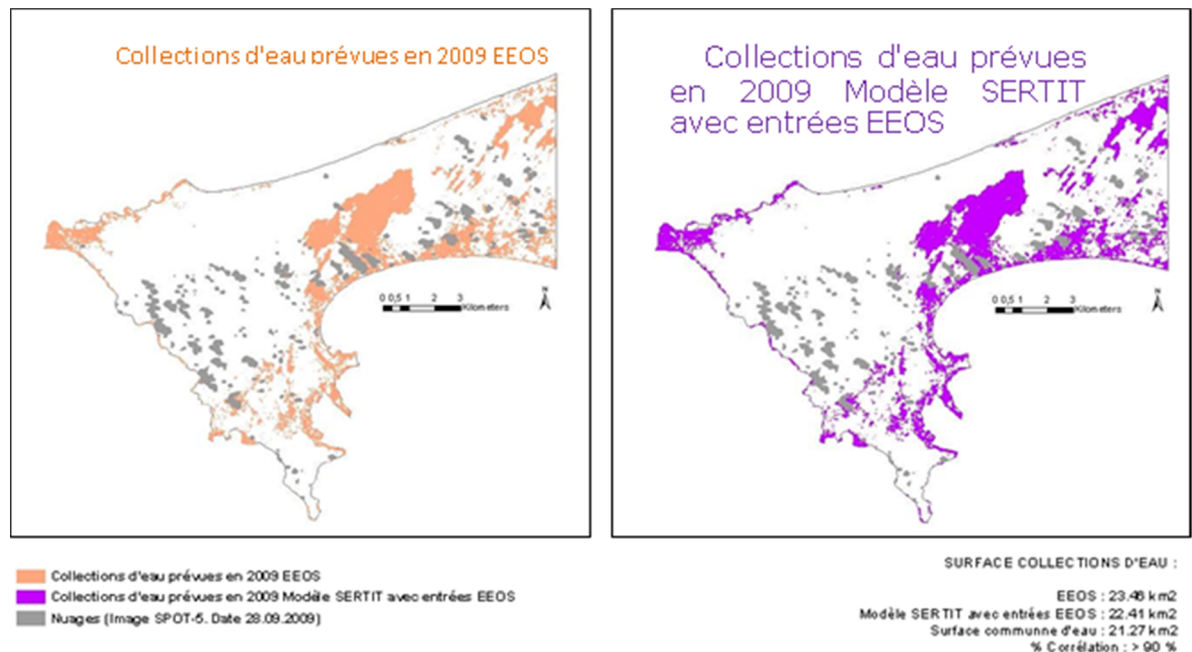 Collections d'eau prévues en 2009 EEOS
N
0 0,5 1 2 3
Kilometers
Collections d'eau prévues
en 2009 Modèle SERTIT
avec entrées EEOS
N
0 0,5 1 2 3
Kilometers
Collections d'eau prévues en 2009 EEOS
Collections d'eau prévues en 2009 Modèle SERTIT avec entrées EEOS
Nuages (Image SPOT-5. Date 28.09.2009)
SURFACE COLLECTIONS D'EAU :
EEOS : 23.46 km2
Modèle SERTIT avec entrées EEOS : 22.41 km2
Surface commune d'eau : 21.27 km2
% Corrélation : > 90 %